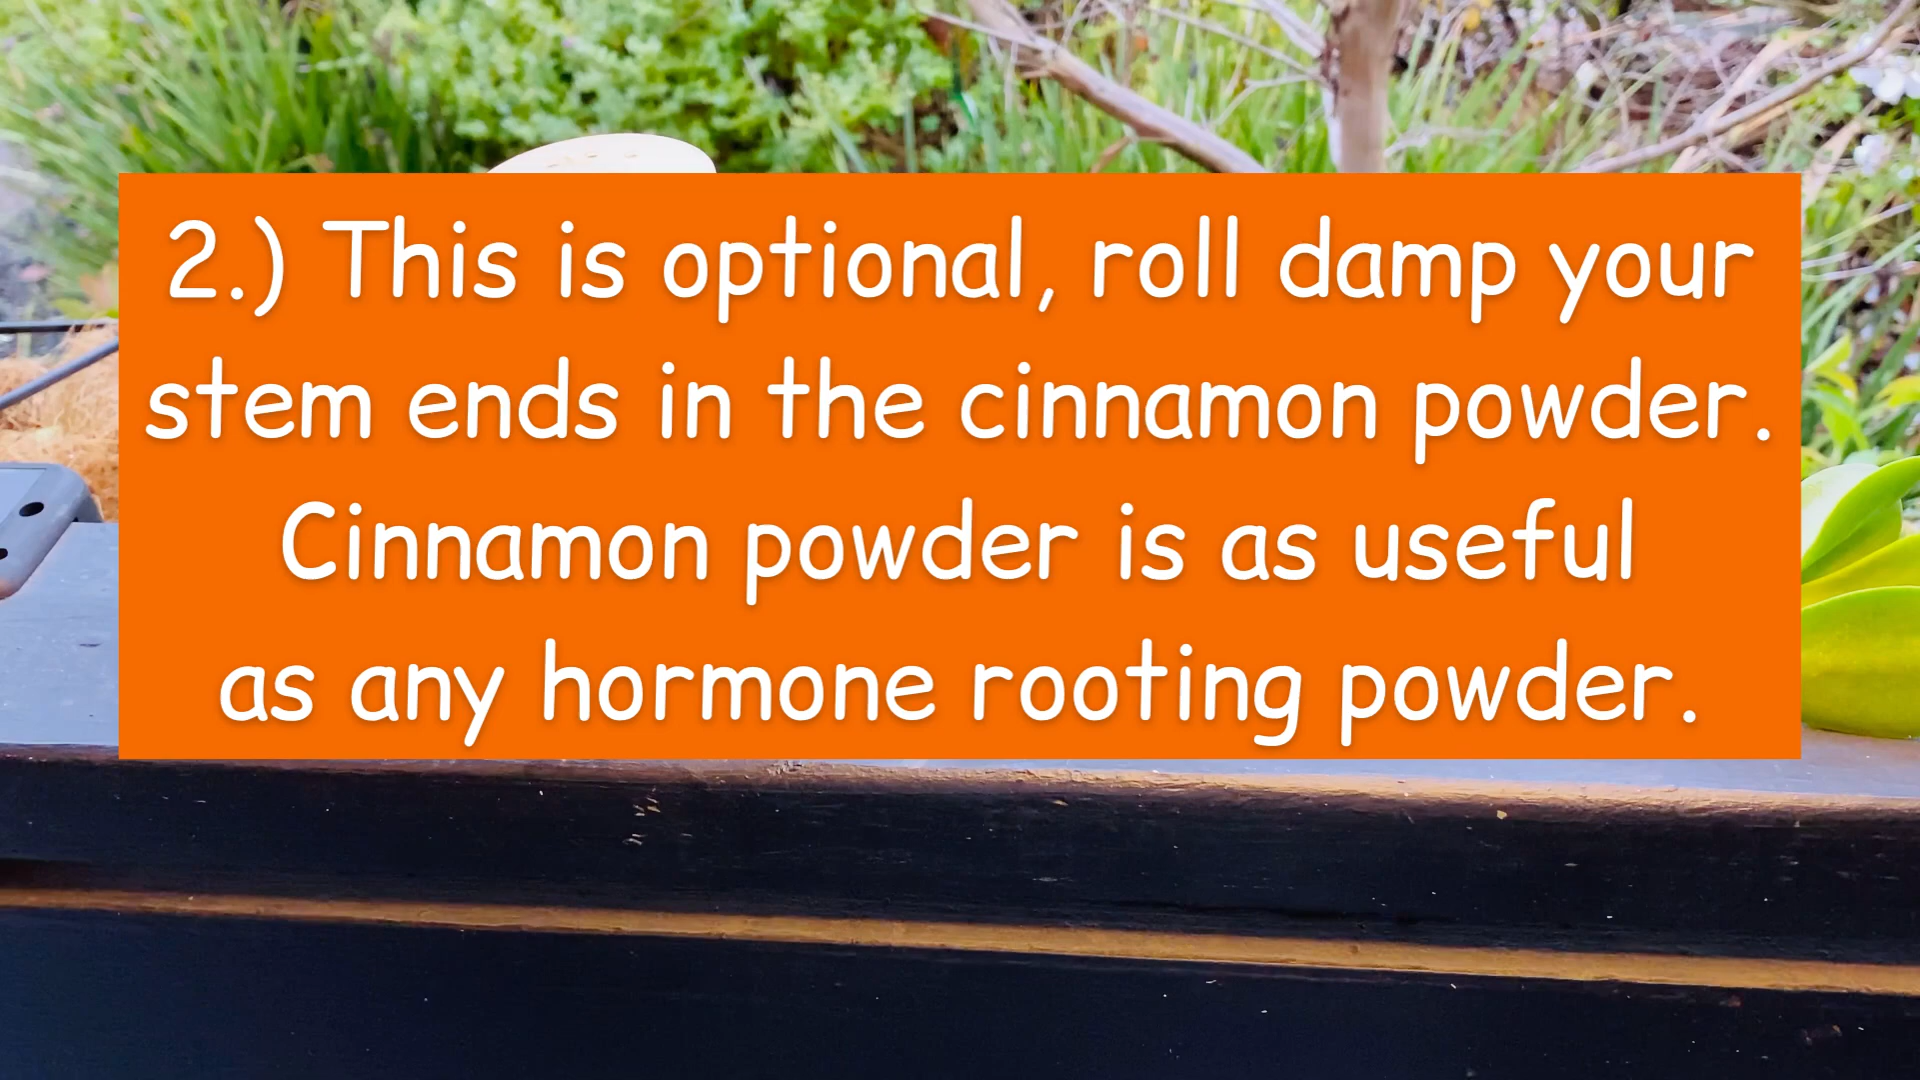 2.) This is optional, roll damp your
stem ends in the cinnamon powder.
Cinnamon powder is as useful
as any hormone rooting powder.